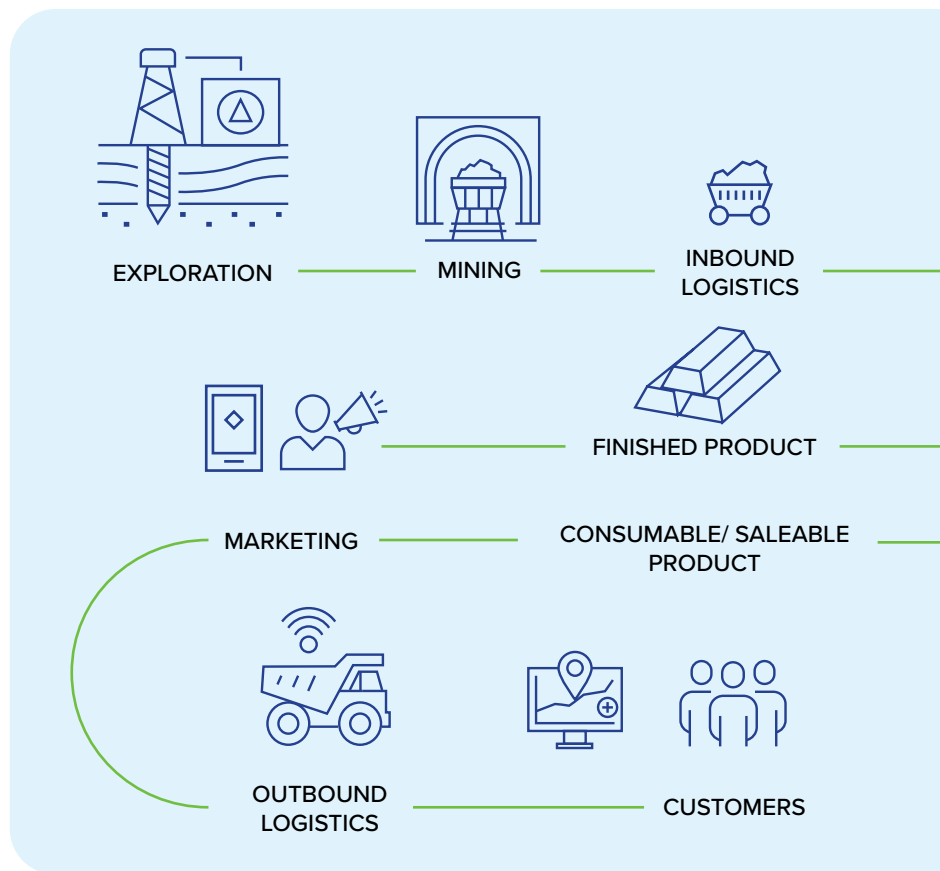 EXPLORATION
MINING
INBOUND
LOGISTICS
FINISHED PRODUCT
MARKETING
CONSUMABLE/ SALEABLE
PRODUCT
OUTBOUND
LOGISTICS
CUSTOMERS